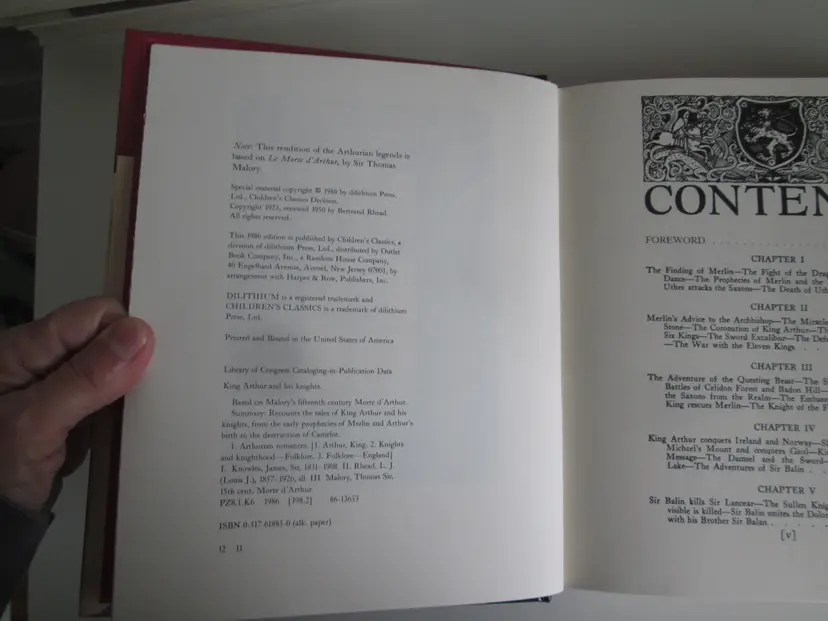 Note: This rendition of the Arthurian legends is
based on Le Morte d'Arthur, by Sir Thomas
Malory.
Special material copyright © 1986 by dilithium Press,
Ltd., Children's Classics Division.
Copyright 1923, renewed 1950 by Bertrand Rhead.
All rights reserved.
This 1986 edition is published by Children's Classics, a
division of dilithium Press, Ltd., distributed by Outlet
Book Company, Inc., a Random House Company,
40 Engelhard Avenue, Avenel, New Jersey 07001, by
arrangement with Harper & Row, Publishers, Inc.
DILITHIUM is a registered trademark and
CHILDREN'S CLASSICS is a trademark of dilithium
Press, Ltd.
Printed and Bound in the United States of America
Library of Congress Cataloging-in-Publication Data
King Arthur and his knights.
Based on Malory's fifteenth century Morte d'Arthur.
Summary: Recounts the tales of King Arthur and his
knights, from the early prophecies of Merlin and Arthur's
birth to the destruction of Camelot.
1. Arthurian romances. [1. Arthur, King. 2. Knights
and knighthood—Folklore. 3. Folklore—England]
I. Knowles, James, Sir, 1831-1908. II. Rhead, L. J.
(Louis J.), 1857-1926, ill. III Malory, Thomas Sir,
15th cent. Morte d'Arthur
PZ8.1.K6 1986 [398.2] 86-13653
ISBN 0-517-61885-0 (alk. paper)
12 11
CONTEN
FOREWORD
CHAPTER I
The Finding of Merlin—The Fight of the Drag
Dance—The Prophecies of Merlin and the
Uther attacks the Saxons—The Death of Uth
CHAPTER II
Merlin's Advice to the Archbishop—The Miracle
Stone—The Coronation of King Arthur—Th
Six Kings—The Sword Excalibur—The Def
—The War with the Eleven Kings
CHAPTER III
The Adventure of the Questing Beast—The S
Battles of Celidon Forest and Badon Hill—
the Saxons from the Realm—The Embass
King rescues Merlin—The Knight of the F
CHAPTER IV
King Arthur conquers Ireland and Norway—Sl
Michael's Mount and conquers Gaul—Kin
Message—The Damsel and the Sword—
Lake—The Adventures of Sir Balin
CHAPTER V
Sir Balin kills Sir Lancear—The Sullen Knigh
visible is killed—Sir Balin smites the Dolor
with his Brother Sir Balan
[v]